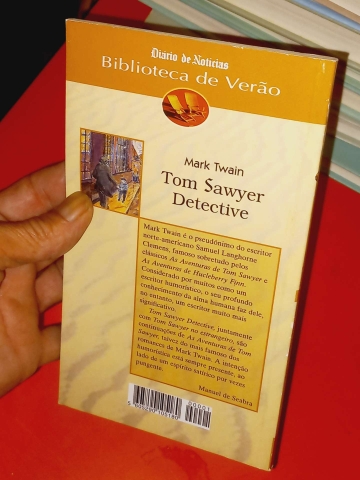 Diário de Notícias
Biblioteca de Verão
Mark Twain
Tom Sawyer
Detective
Mark Twain é o pseudónimo do escritor
norte-americano Samuel Langhorne
Clemens, famoso sobretudo pelos
clássicos As Aventuras de Tom Sawyer e
As Aventuras de Huckleberry Finn.
Considerado por muitos como um
escritor humorístico, o seu profundo
conhecimento da alma humana faz dele,
no entanto, um escritor muito mais
significativo.
Tom Sawyer Detective, juntamente
com Tom Sawyer no estrangeiro, são
continuações de As Aventuras de Tom
Sawyer, talvez do mais famoso dos
romances de Mark Twain. A intenção
humorística está sempre presente, ao
lado de um espírito satírico por vezes
pungente.
Manuel de Seabra
00001